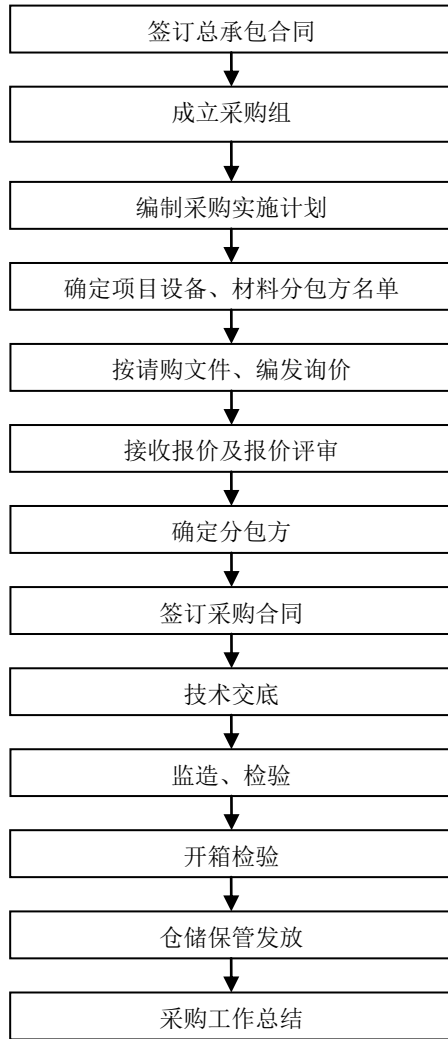 签订总承包合同
成立采购组
编制采购实施计划
确定项目设备、材料分包方名单
按请购文件、编发询价
接收报价及报价评审
确定分包方
签订采购合同
技术交底
监造、检验
开箱检验
仓储保管发放
采购工作总结